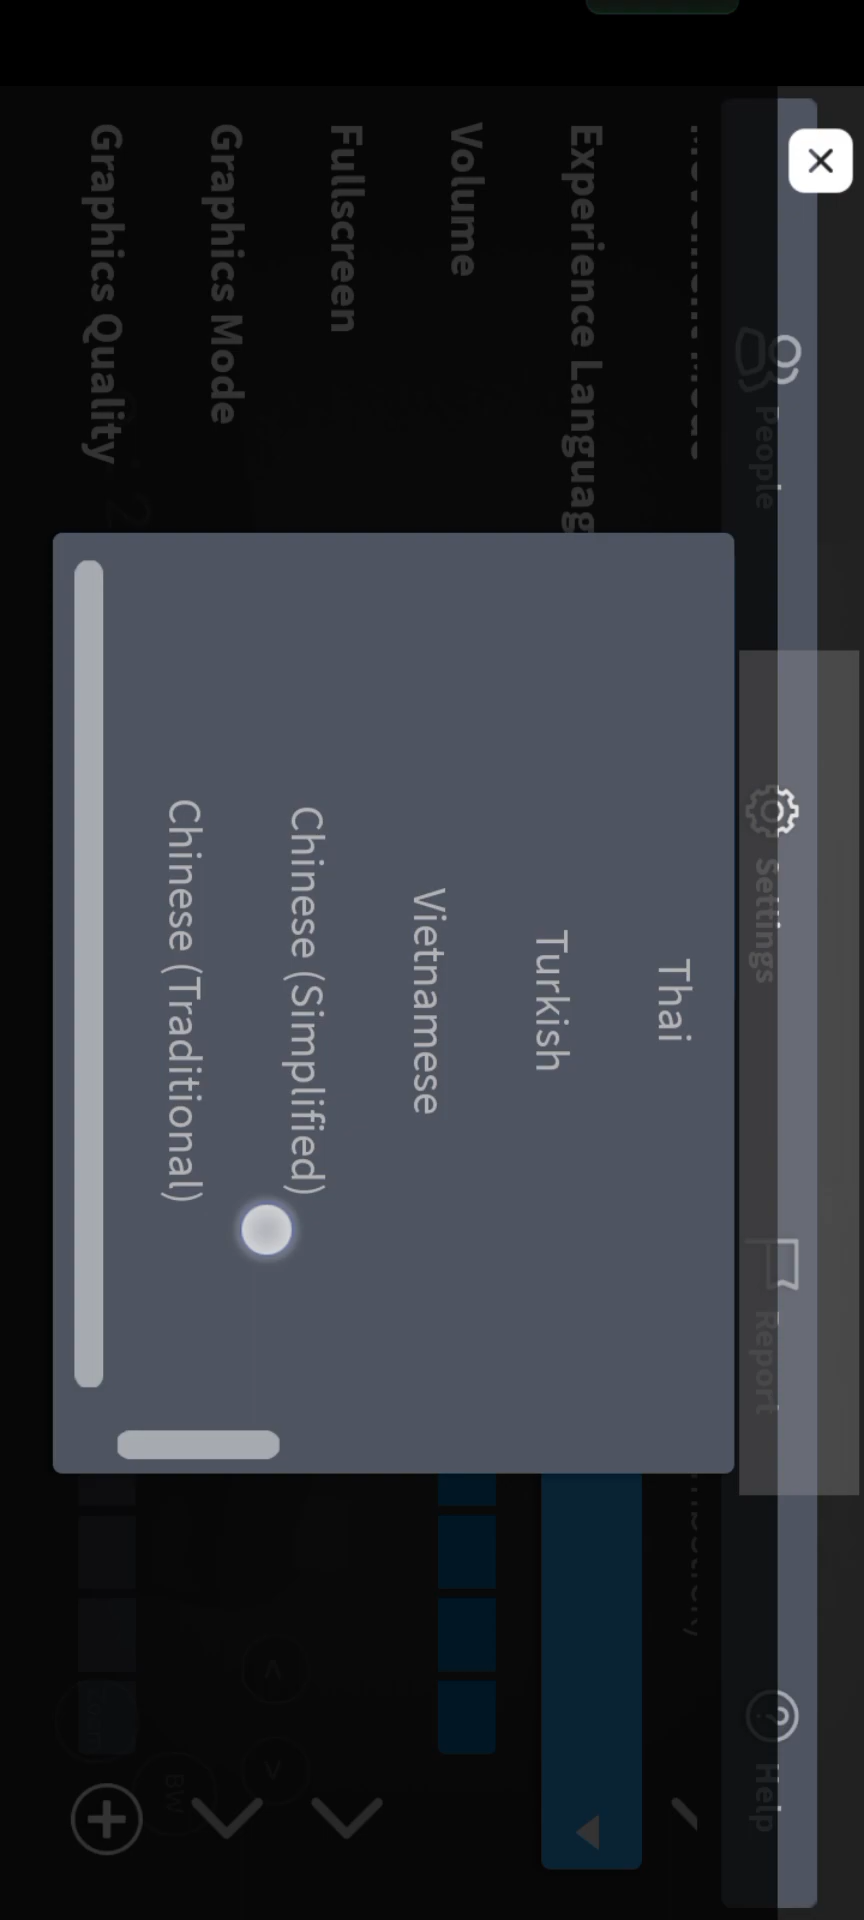 People
Settings
Report
Help
Experience Languag
Volume
Fullscreen
Graphics Mode
Graphics Quality
Thai
Turkish
Vietnamese
Chinese (Simplified)
Chinese (Traditional)
BW